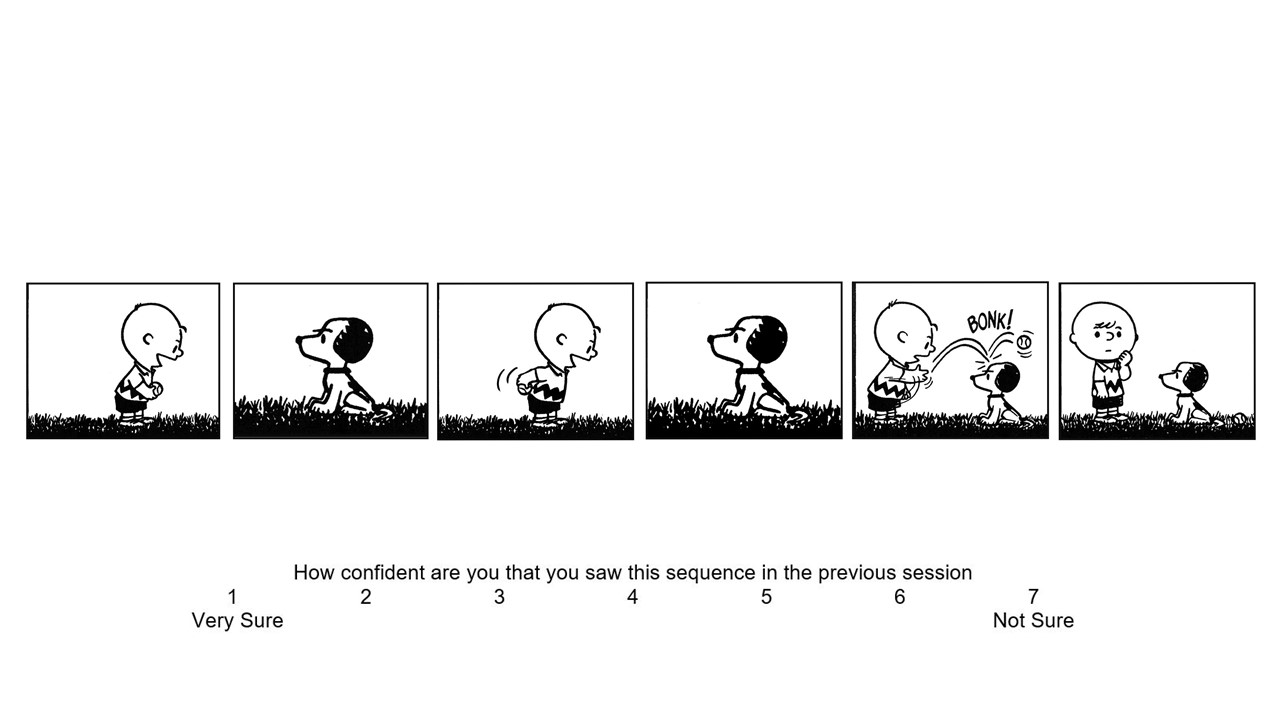 BONK!
How confident are you that you saw this sequence in the previous session
1 2 3 4 5 6 7
Very Sure Not Sure